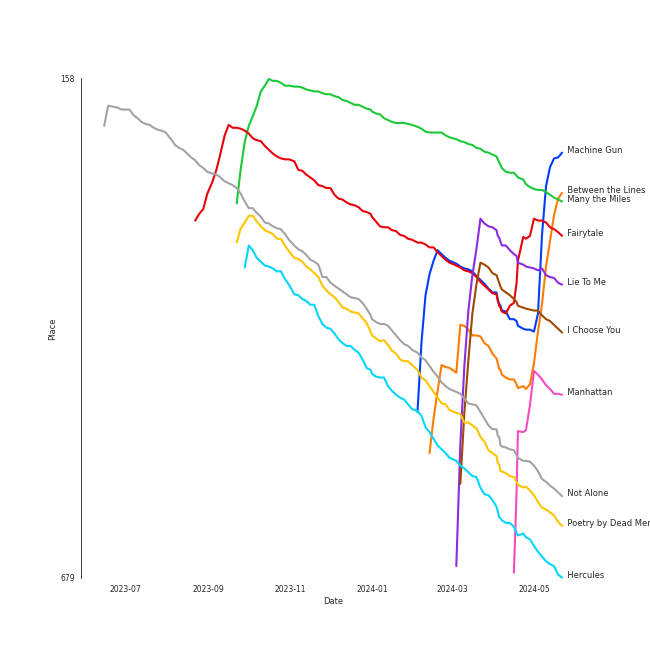 158
Machine Gun
Between the Lines
Many the Miles
Fairytale
Lie To Me
Place
I Choose You
Manhattan
Not Alone
Poetry by Dead Mer
679
Hercules
2023-07
2023-09
2023-11
2024-01
2024-03
2024-05
Date